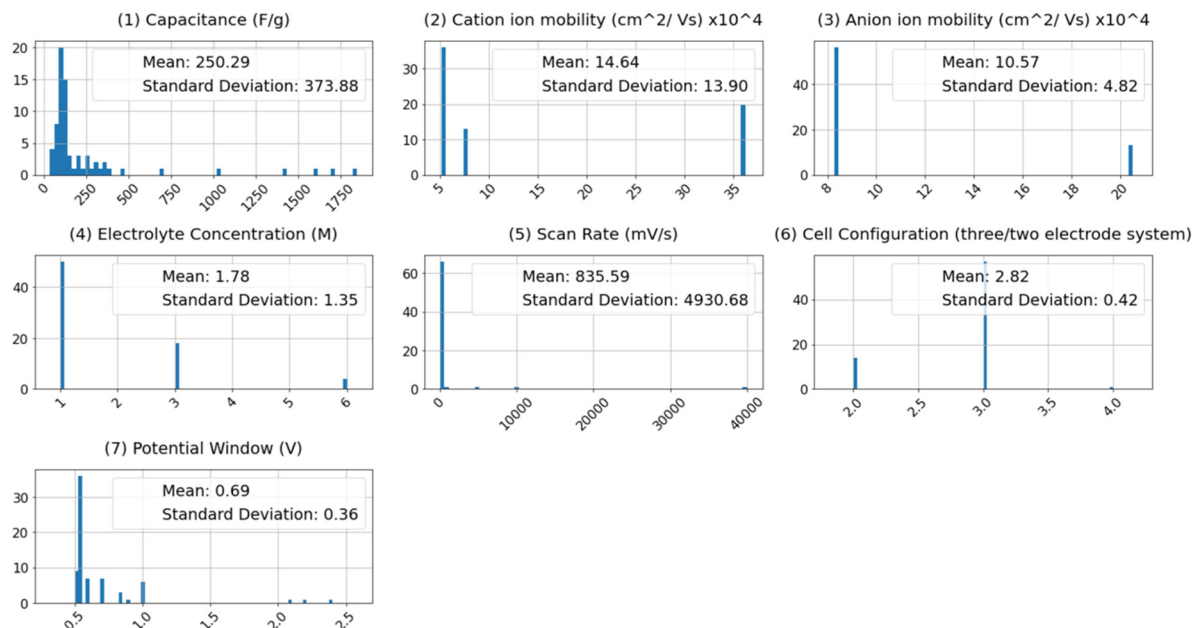 (1) Capacitance (F/g)
20
15
10
5
0
Mean: 250.29
Standard Deviation: 373.88
0 250 500 750 1000 1250 1500 1750
(2) Cation ion mobility (cm^2/ Vs) x10^4
30
20
10
0
Mean: 14.64
Standard Deviation: 13.90
5 10 15 20 25 30 35
(3) Anion ion mobility (cm^2/ Vs) x10^4
40
20
0
Mean: 10.57
Standard Deviation: 4.82
8 10 12 14 16 18 20
(4) Electrolyte Concentration (M)
40
20
0
Mean: 1.78
Standard Deviation: 1.35
1 2 3 4 5 6
(5) Scan Rate (mV/s)
60
40
20
0
Mean: 835.59
Standard Deviation: 4930.68
0 10000 20000 30000 40000
(6) Cell Configuration (three/two electrode system)
40
20
0
Mean: 2.82
Standard Deviation: 0.42
2.0 2.5 3.0 3.5 4.0
(7) Potential Window (V)
30
20
10
0
Mean: 0.69
Standard Deviation: 0.36
0.5 1.0 1.5 2.0 2.5